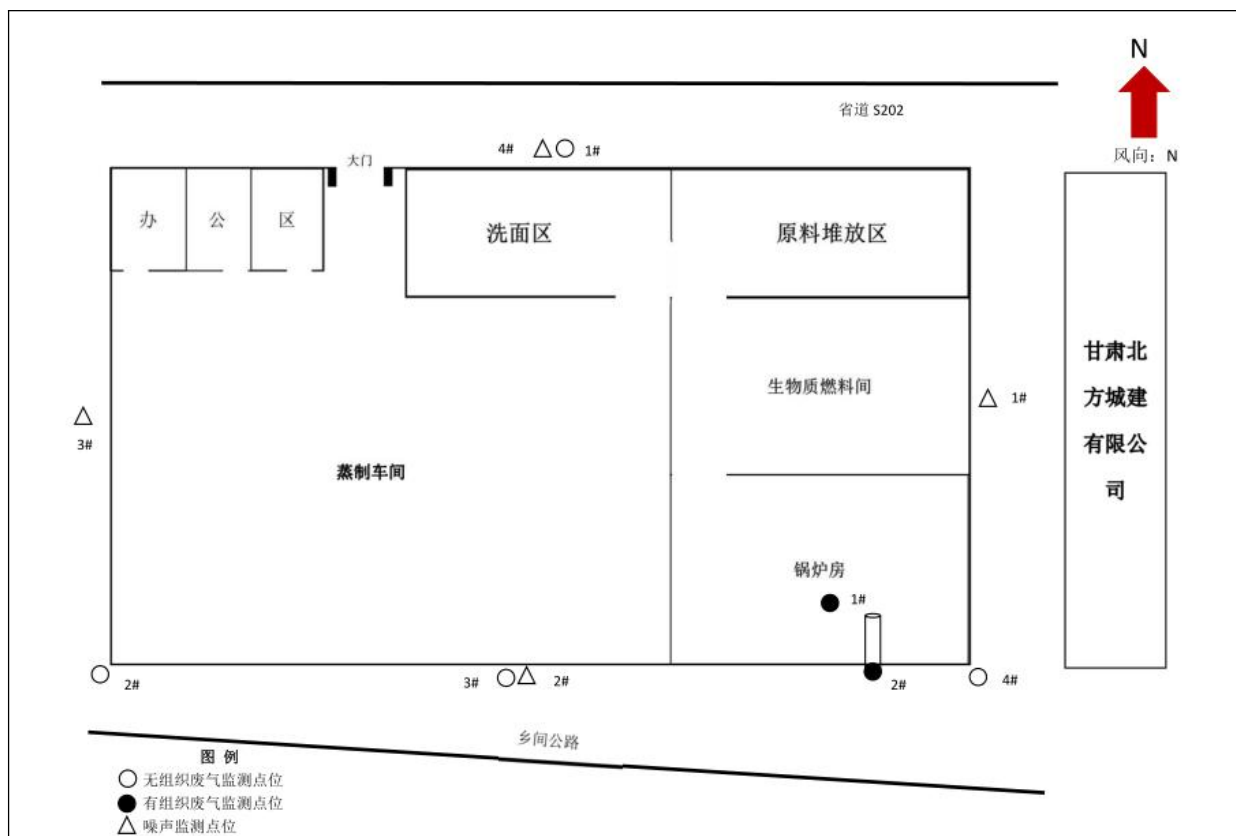 N
省道 S202
4#
1#
大门
风向：N
办 公 区
洗面区
原料堆放区
甘肃北
方城建
有限公
司
生物质燃料间
1#
3#
蒸制车间
锅炉房
1#
2#
3#
2#
2#
4#
乡间公路
图 例
无组织废气监测点位
有组织废气监测点位
噪声监测点位